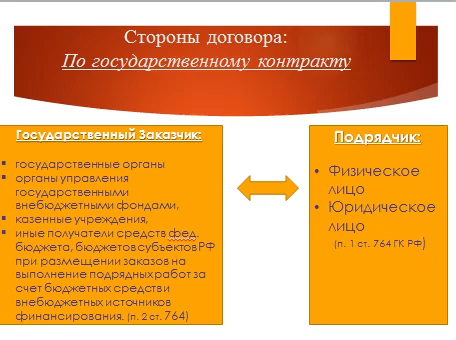 Стороны договора:
По государственному контракту
Государственный Заказчик:
▪ государственные органы
▪ органы управления
государственными
внебюджетными фондами,
▪ казенные учреждения,
▪ иные получатели средств фед.
бюджета, бюджетов субъектов РФ
при размещении заказов на
выполнение подрядных работ за
счет бюджетных средств и
внебюджетных источников
финансирования. (п. 2 ст. 764)
Подрядчик:
• Физическое
лицо
• Юридическое
лицо
(п. 1 ст. 764 ГК РФ)